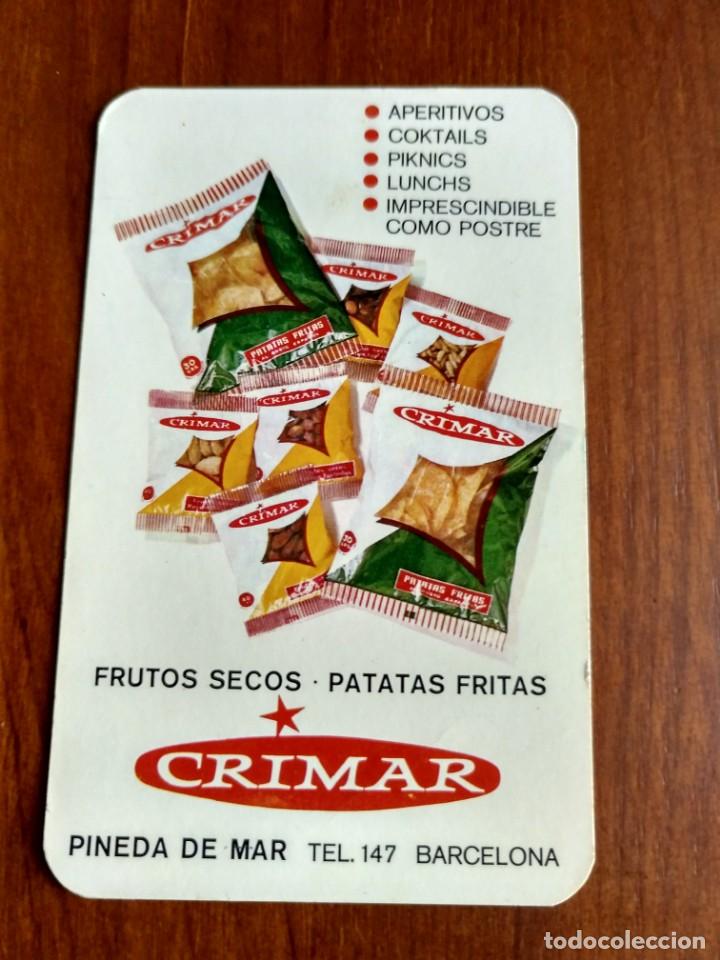 APERITIVOS
COKTAILS
PIKNICS
LUNCHS
IMPRESCINDIBLE
COMO POSTRE
CRIMAR
PATATAS FRITAS
30
CRIMAR
CRIMAR
CRIMAR
CRIMAR
CRIMAR
CRIMAR
PATATAS FRITAS
FRUTOS SECOS · PATATAS FRITAS
CRIMAR
PINEDA DE MAR TEL. 147 BARCELONA
todocoleccion